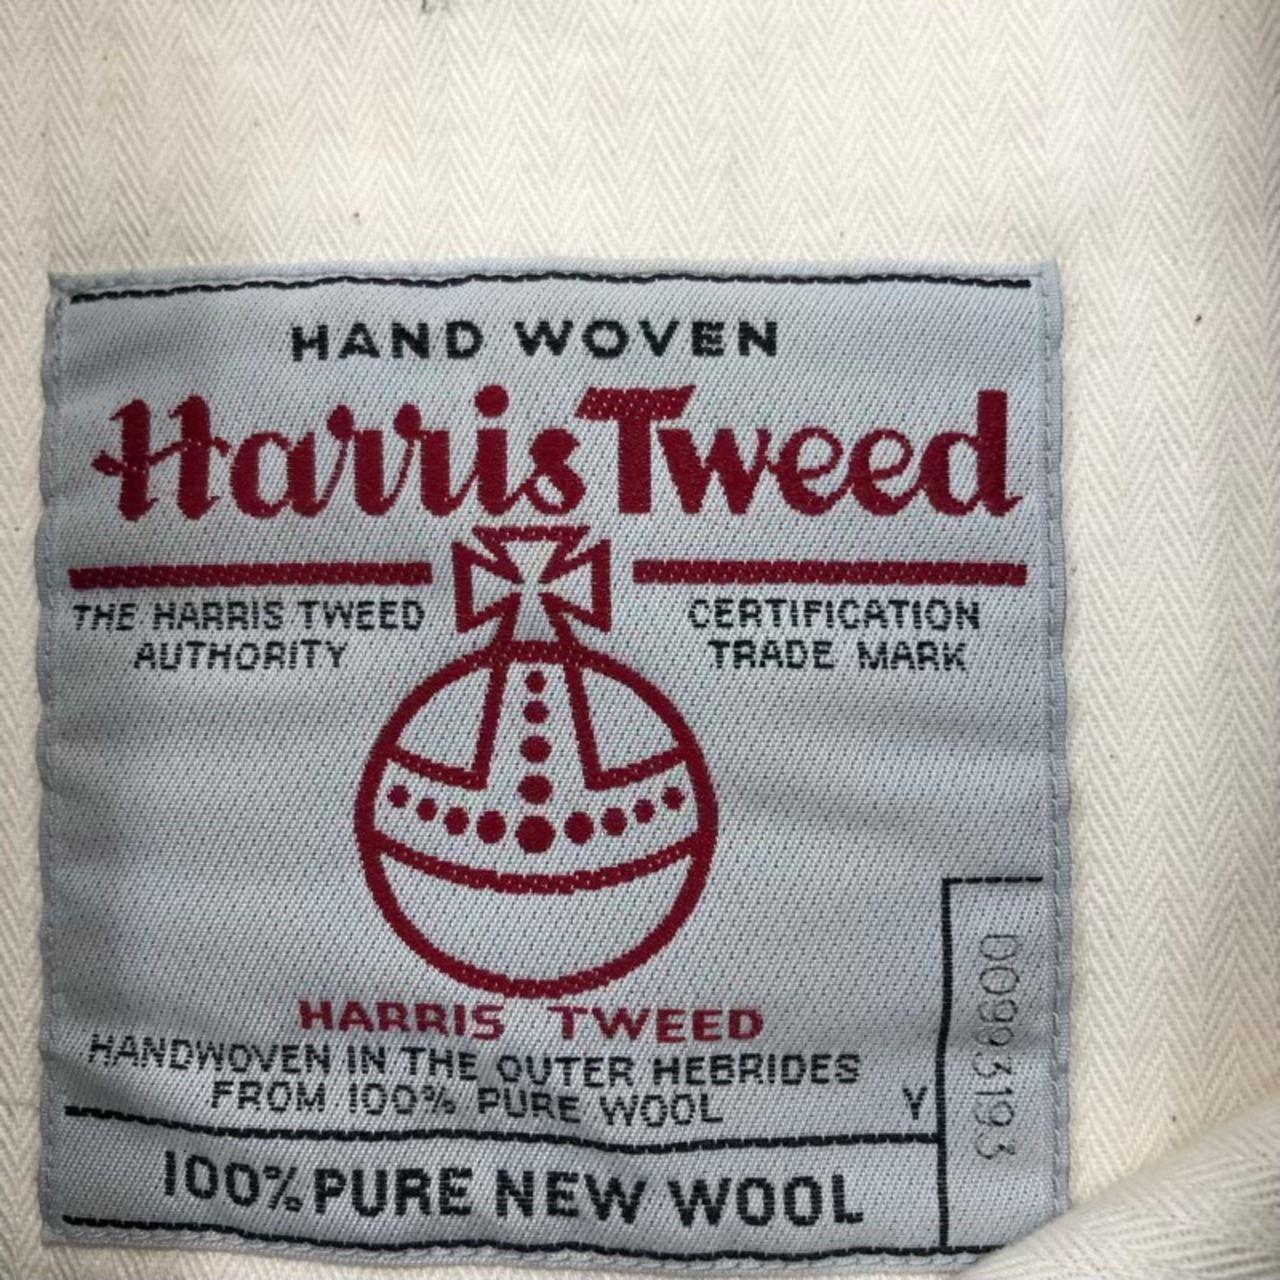 HAND WOVEN
Harris Tweed
THE HARRIS TWEED
AUTHORITY
CERTIFICATION
TRADE MARK
HARRIS TWEED
HANDWOVEN IN THE OUTER HEBRIDES
FROM 100% PURE WOOL
Y
100% PURE NEW WOOL